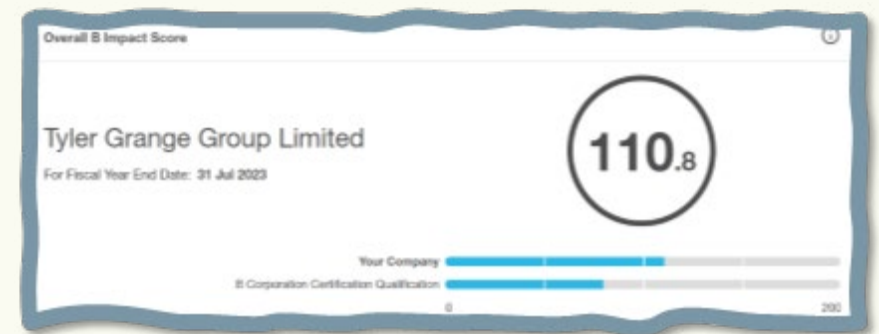 Overall B Impact Score
Tyler Grange Group Limited
For Fiscal Year End Date: 31 Jul 2023
110.8
Your Company
B Corporation Certification Qualification
0 200